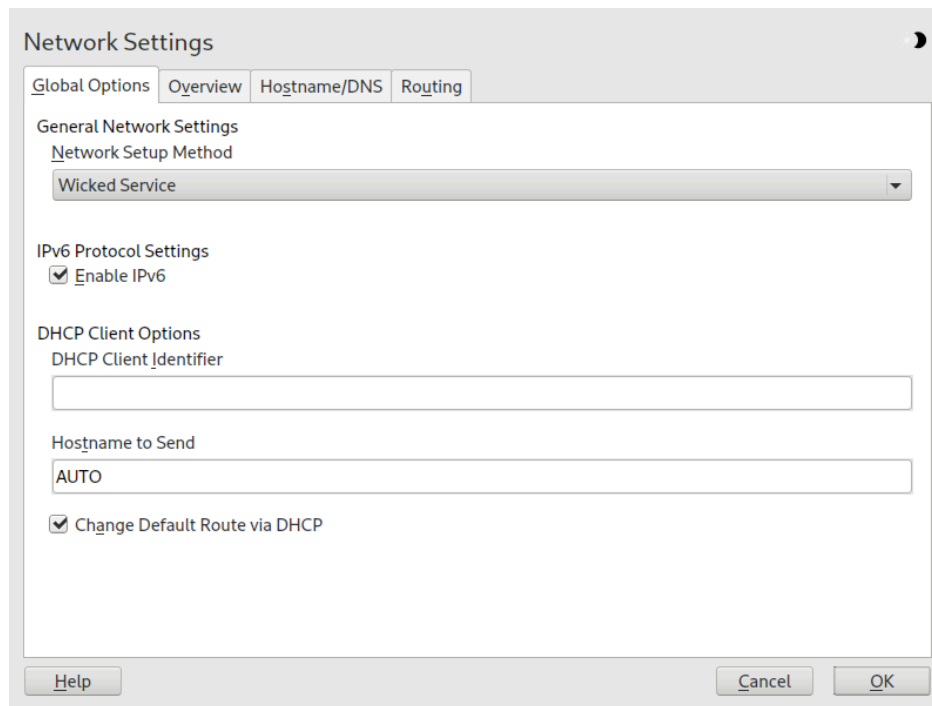 Network Settings
Global Options Overview Hostname/DNS Routing
General Network Settings
Network Setup Method
Wicked Service
IPv6 Protocol Settings
Enable IPv6
DHCP Client Options
DHCP Client Identifier
Hostname to Send
AUTO
Change Default Route via DHCP
Help Cancel OK